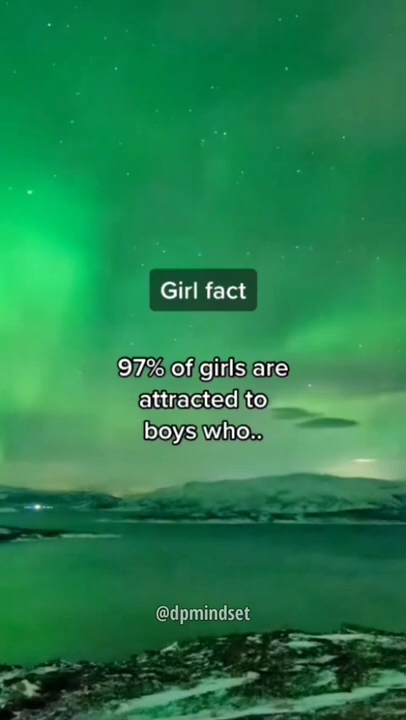 Girl fact
97% of girls are
attracted to
boys who..
@dpmindset